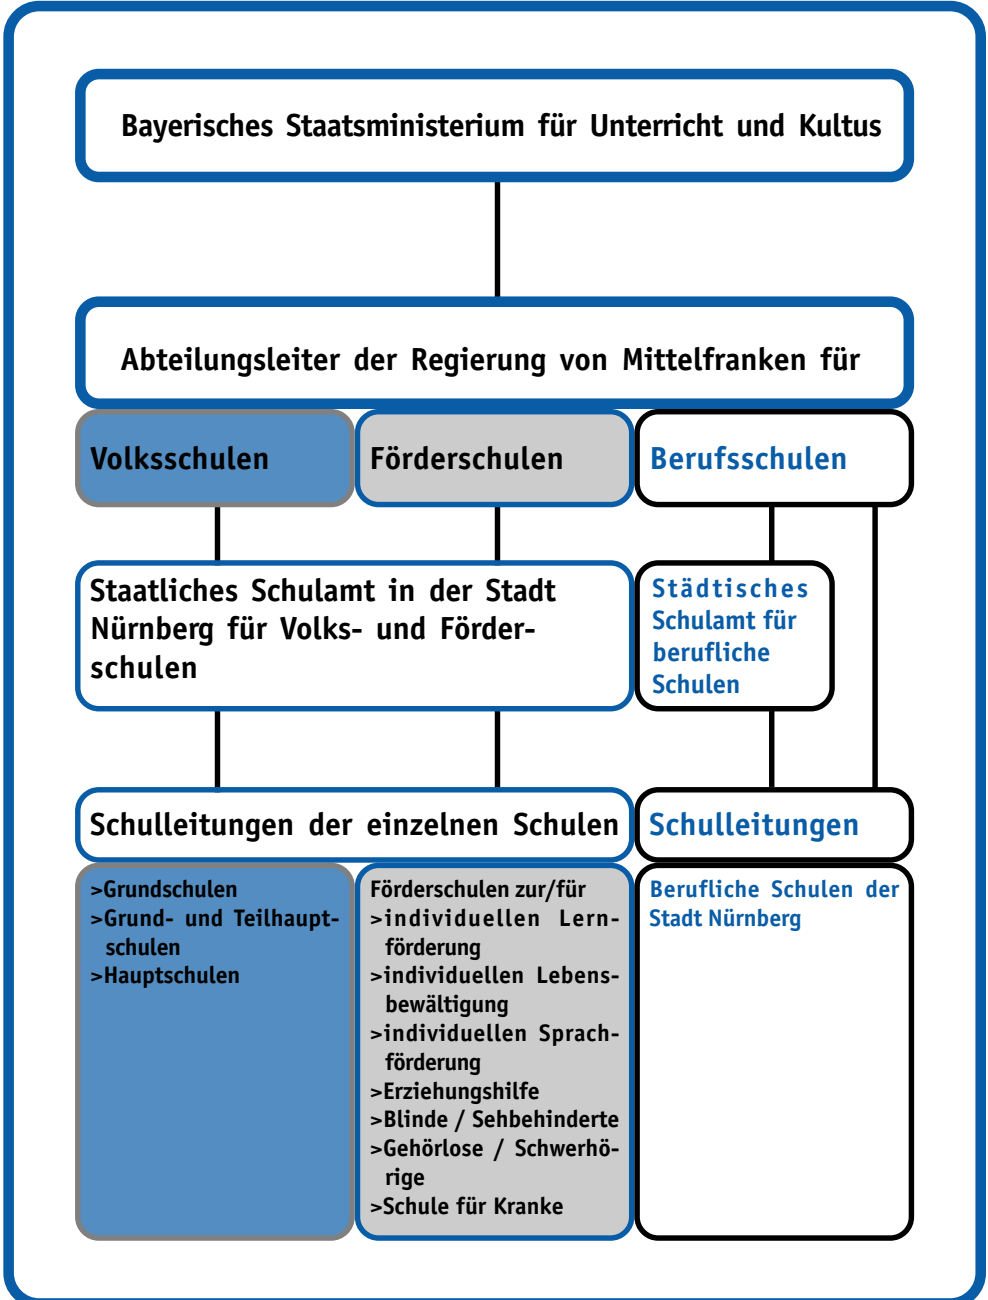 Bayerisches Staatsministerium für Unterricht und Kultus
Abteilungsleiter der Regierung von Mittelfranken für
Volksschulen
Förderschulen
Berufsschulen
Staatliches Schulamt in der Stadt
Nürnberg für Volks- und Förder-
schulen
Städtisches
Schulamt für
berufliche
Schulen
Schulleitungen der einzelnen Schulen
Schulleitungen
>Grundschulen
>Grund- und Teilhaupt-
schulen
>Hauptschulen
Förderschulen zur/für
>individuellen Lern-
förderung
>individuellen Lebens-
bewältigung
>individuellen Sprach-
förderung
>Erziehungshilfe
>Blinde / Sehbehinderte
>Gehörlose / Schwerhö-
rige
>Schule für Kranke
Berufliche Schulen der
Stadt Nürnberg